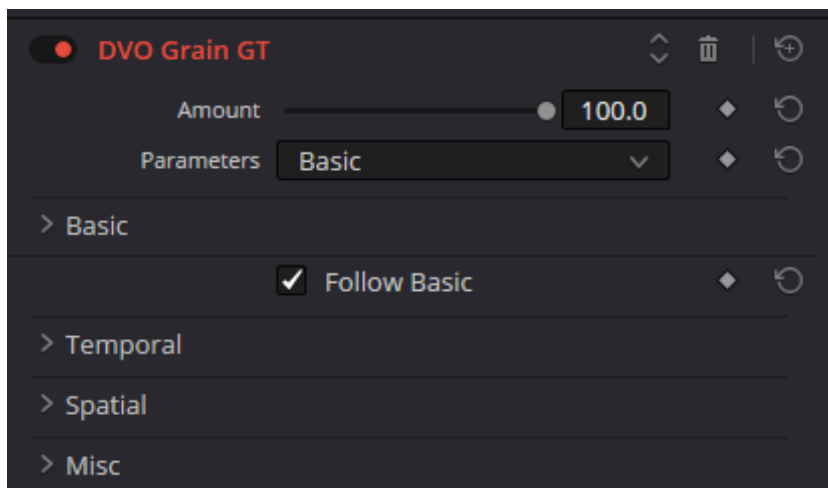 DVO Grain GT
Amount 100.0
Parameters Basic
Basic
Follow Basic
Temporal
Spatial
Misc